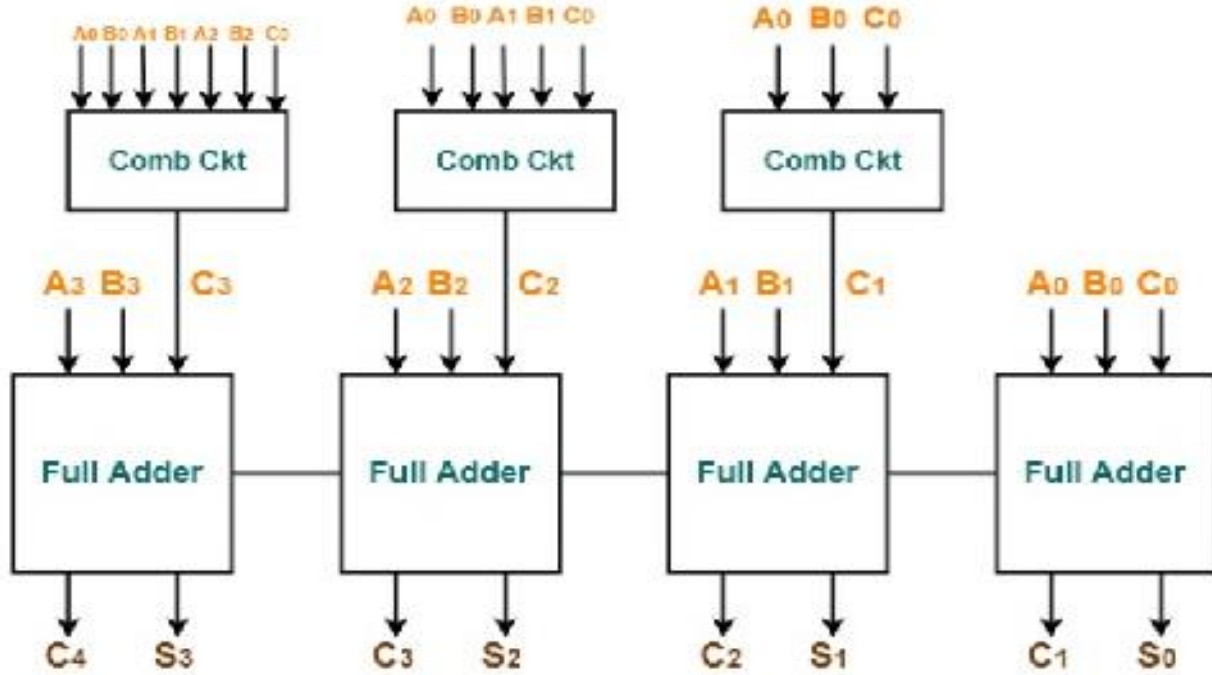 A0 B0 A1 B1 A2 B2 C0
A0 B0 A1 B1 C0
A0 B0 C0
Comb Ckt
Comb Ckt
Comb Ckt
A3 B3 C3
A2 B2 C2
A1 B1 C1
A0 B0 C0
Full Adder
Full Adder
Full Adder
Full Adder
C4 S3
C3 S2
C2 S1
C1 S0